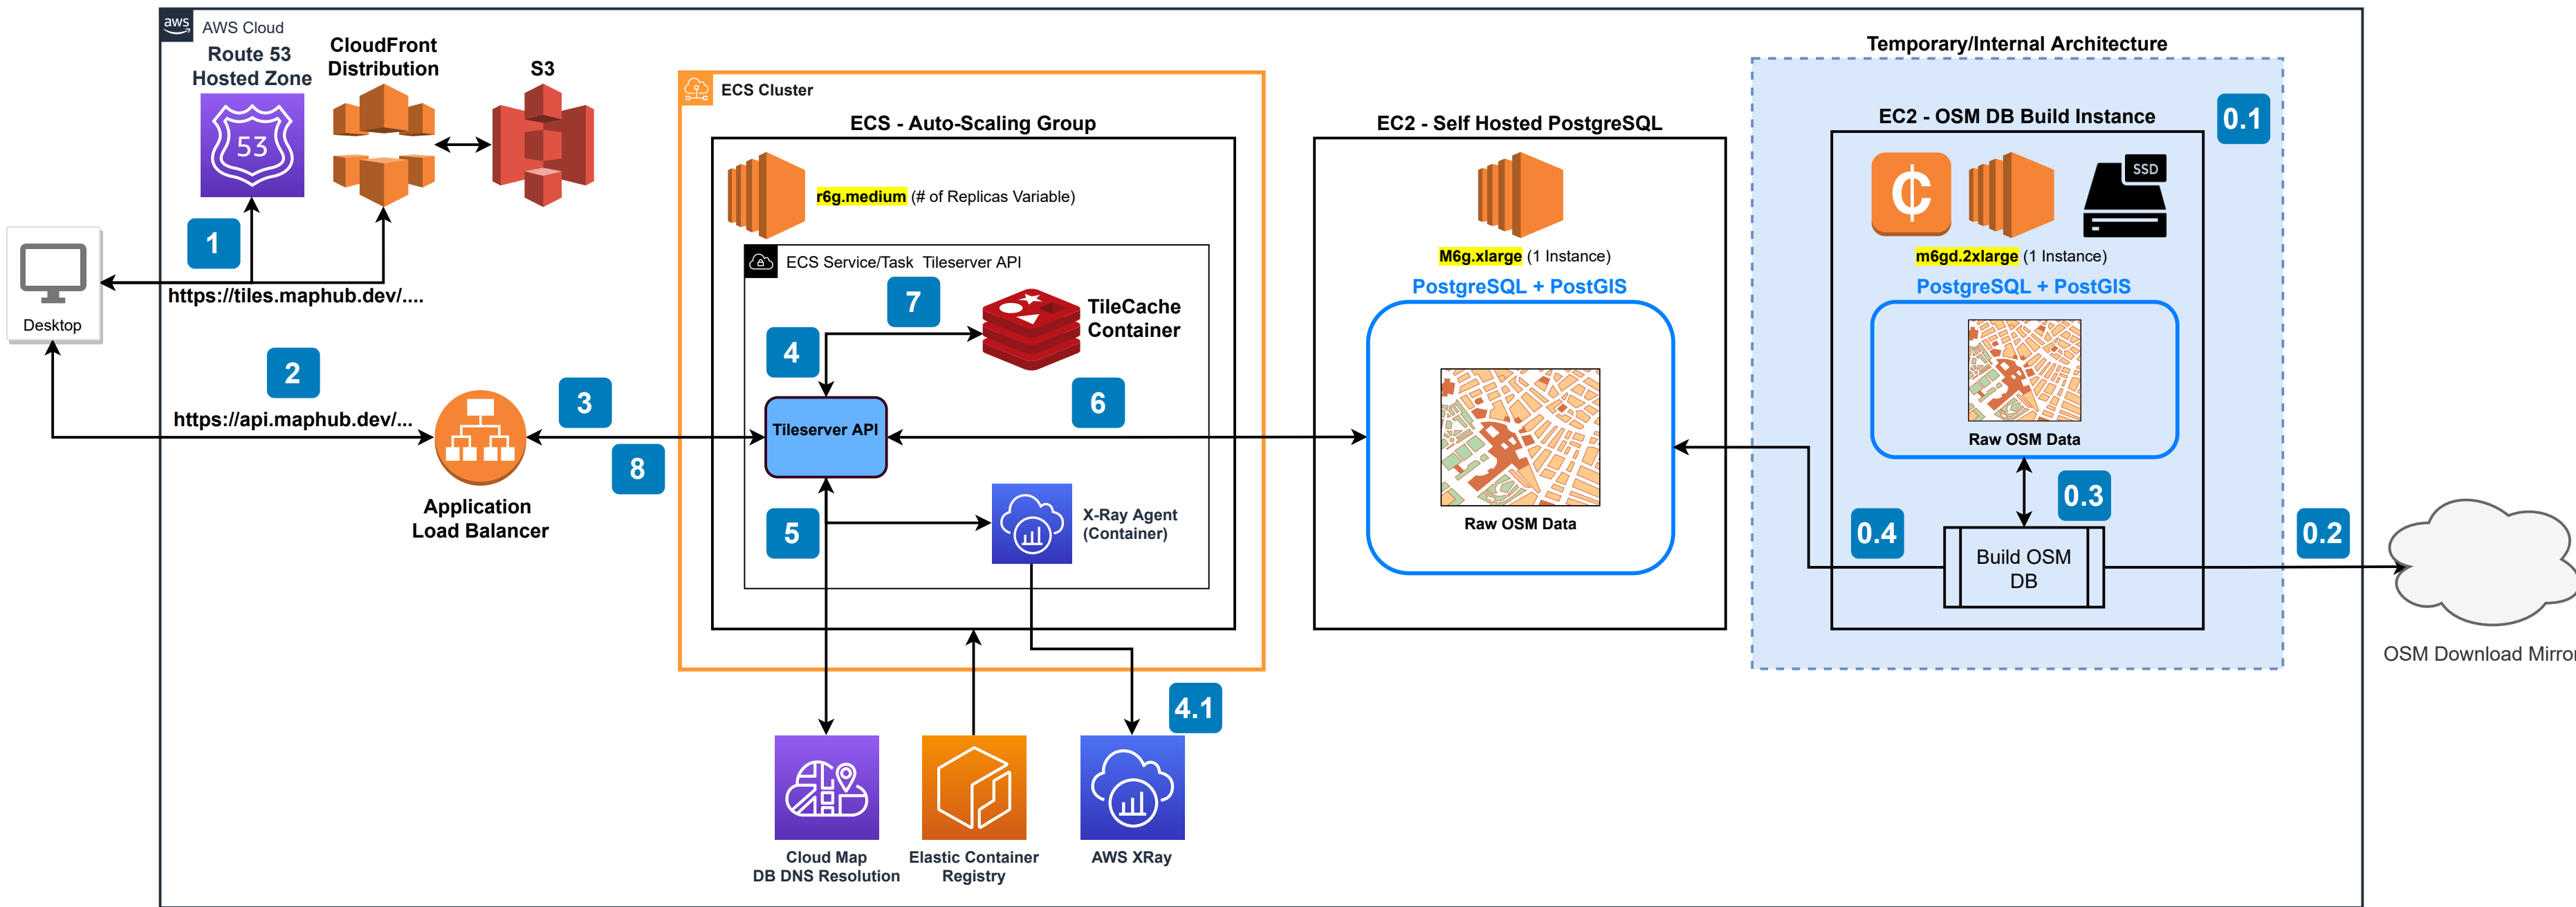 aws
AWS Cloud
Route 53
Hosted Zone
53
CloudFront
Distribution
S3
1
https://tiles.maphub.dev/....
Desktop
2
https://api.maphub.dev/...
Application
Load Balancer
3
8
ECS Cluster
ECS - Auto-Scaling Group
r6g.medium (# of Replicas Variable)
ECS Service/Task  Tileserver API
7
TileCache
Container
4
Tileserver API
6
5
X-Ray Agent
(Container)
4.1
Cloud Map
DB DNS Resolution
Elastic Container
Registry
AWS XRay
EC2 - Self Hosted PostgreSQL
M6g.xlarge (1 Instance)
PostgreSQL + PostGIS
Raw OSM Data
Temporary/Internal Architecture
0.1
EC2 - OSM DB Build Instance
₵
SSD
m6gd.2xlarge (1 Instance)
PostgreSQL + PostGIS
Raw OSM Data
0.3
0.4
Build OSM
DB
0.2
OSM Download Mirror